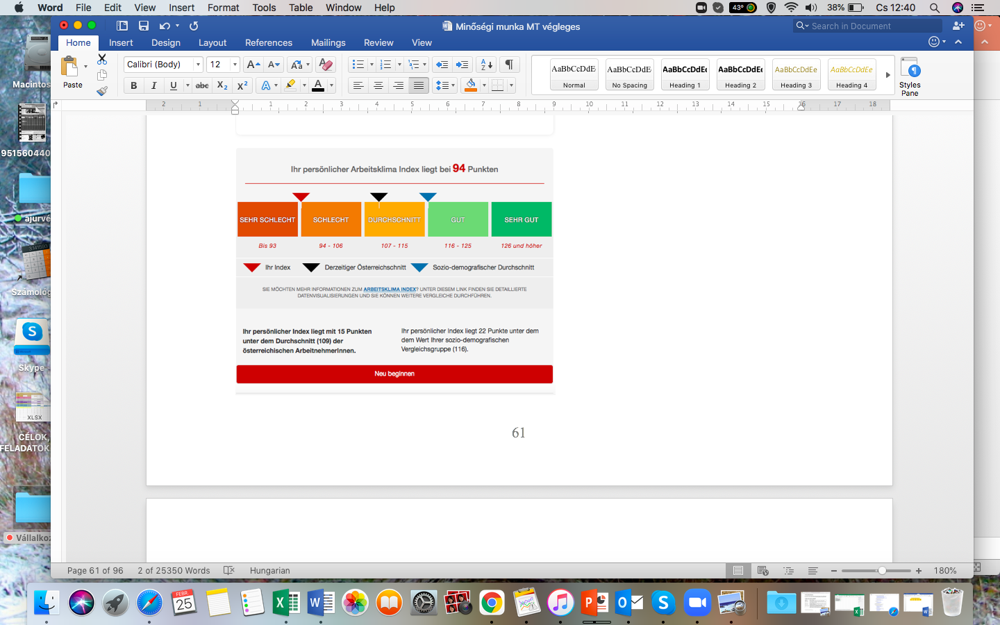 Word File Edit View Insert Format Tools Table Window Help
43° 38% Cs 12:40
Minőségi munka MT végleges
Search in Document
Home Insert Design Layout References Mailings Review View
Paste
Calibri (Body) 12
AaBbCcDdE AaBbCcDdE AaBbCcDdEe AaBbCcDdEe AaBbCcDdEe AaBbCcDdEe
Normal No Spacing Heading 1 Heading 2 Heading 3 Heading 4
Styles
Pane
2 1 1 2 3 4 5 6 7 8 9 10 11 12 13 14 15 16 17 18
Macintos
951560440
ajurvé
Számológ
Skype
XLSX
CÉLOK,
FELADATOK
Vállalkoz
Ihr persönlicher Arbeitsklima Index liegt bei 94 Punkten
SEHR SCHLECHT SCHLECHT DURCHSCHNITT GUT SEHR GUT
Bis 93 94 - 106 107 - 115 116 - 125 126 und höher
Ihr Index Derzeitiger Österreichschnitt Sozio-demografischer Durchschnitt
SIE MÖCHTEN MEHR INFORMATIONEN ZUM ARBEITSKLIMA INDEX? UNTER DIESEM LINK FINDEN SIE DETAILLIERTE
DATENVISUALISIERUNGEN UND SIE KÖNNEN WEITERE VERGLEICHE DURCHFÜHREN.
Ihr persönlicher Index liegt mit 15 Punkten
unter dem Durchschnitt (109) der
österreichischen ArbeitnehmerInnen.
Ihr persönlicher Index liegt 22 Punkte unter dem
dem Wert Ihrer sozio-demografischen
Vergleichsgruppe (116).
Neu beginnen
61
Page 61 of 96 2 of 25350 Words Hungarian 180%
FEBR.
25